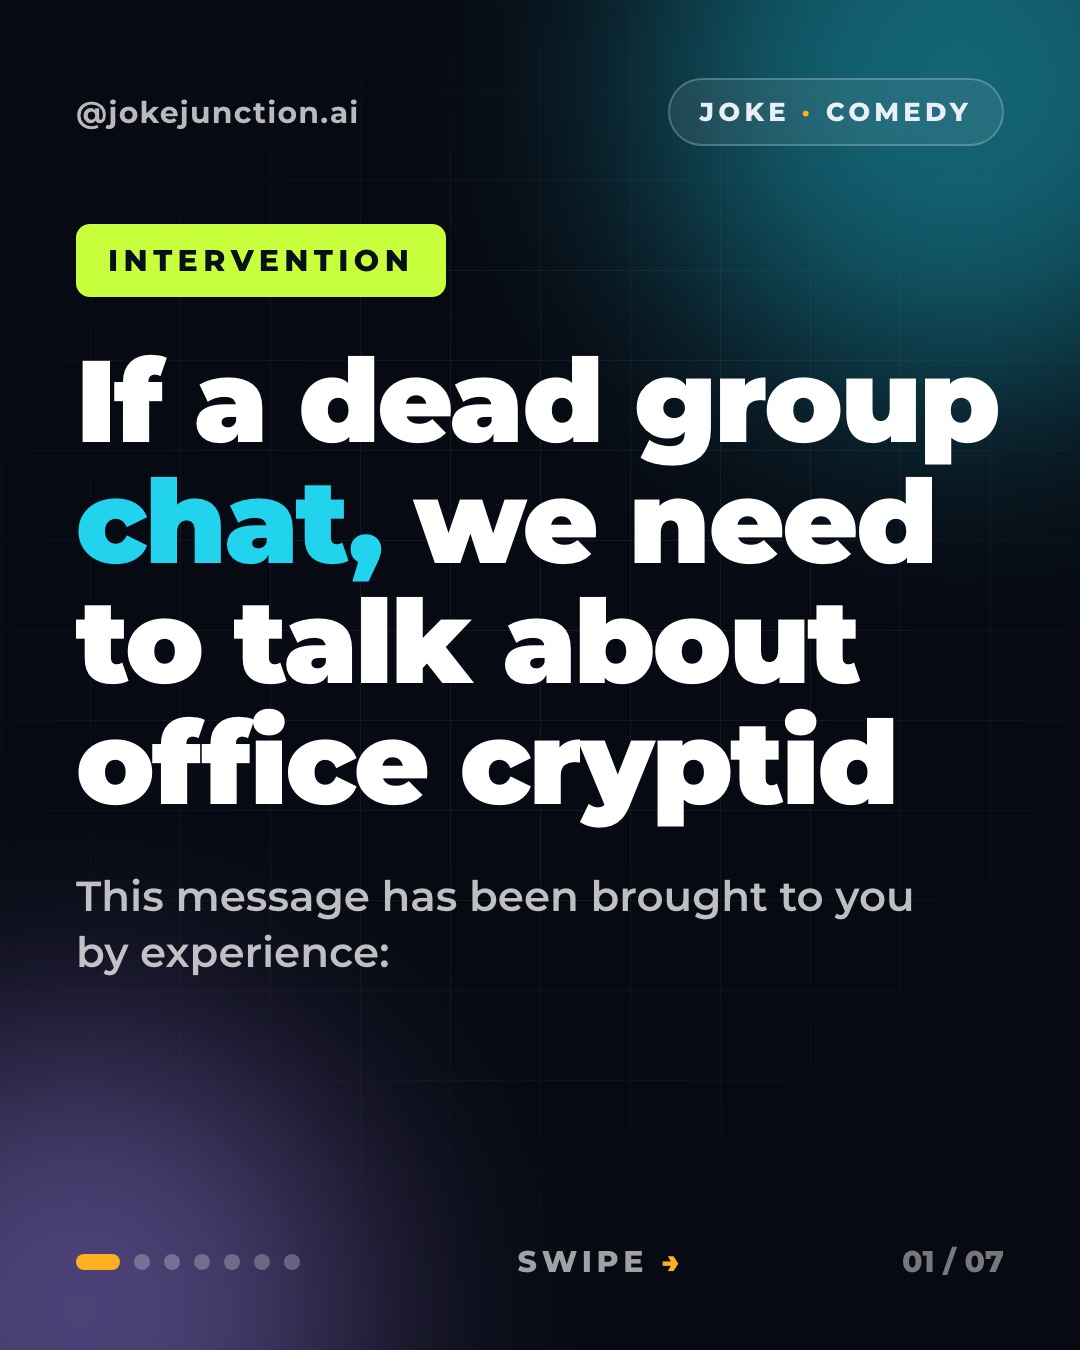 @jokejunction.ai
JOKE · COMEDY
INTERVENTION
If a dead group
chat, we need
to talk about
office cryptid
This message has been brought to you
by experience:
SWIPE →
01 / 07